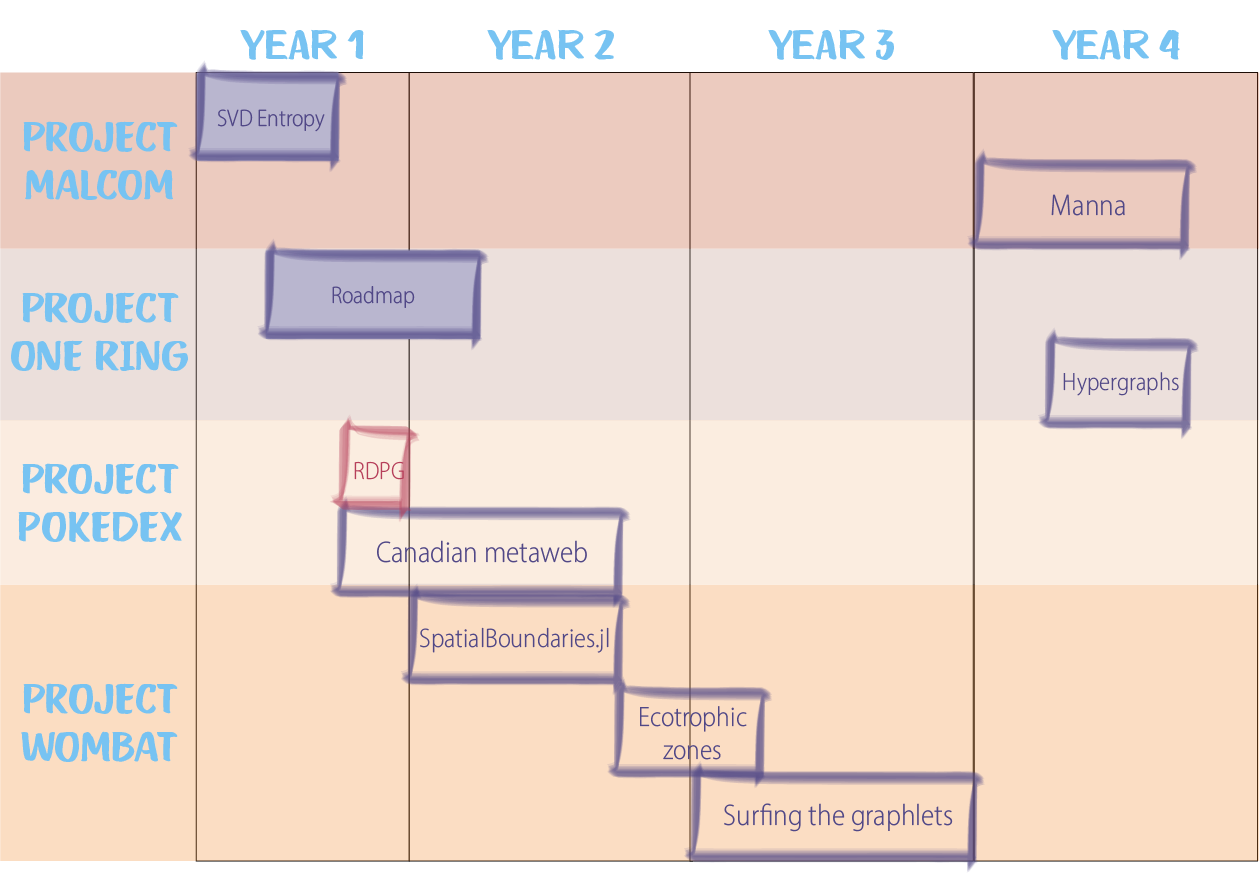 YEAR 1 YEAR 2 YEAR 3 YEAR 4
PROJECT
MALCOM
SVD Entropy
Manna
PROJECT
ONE RING
Roadmap
Hypergraphs
PROJECT
POKEDEX
RDPG
Canadian metaweb
PROJECT
WOMBAT
SpatialBoundaries.jl
Ecotrophic
zones
Surfing the graphlets